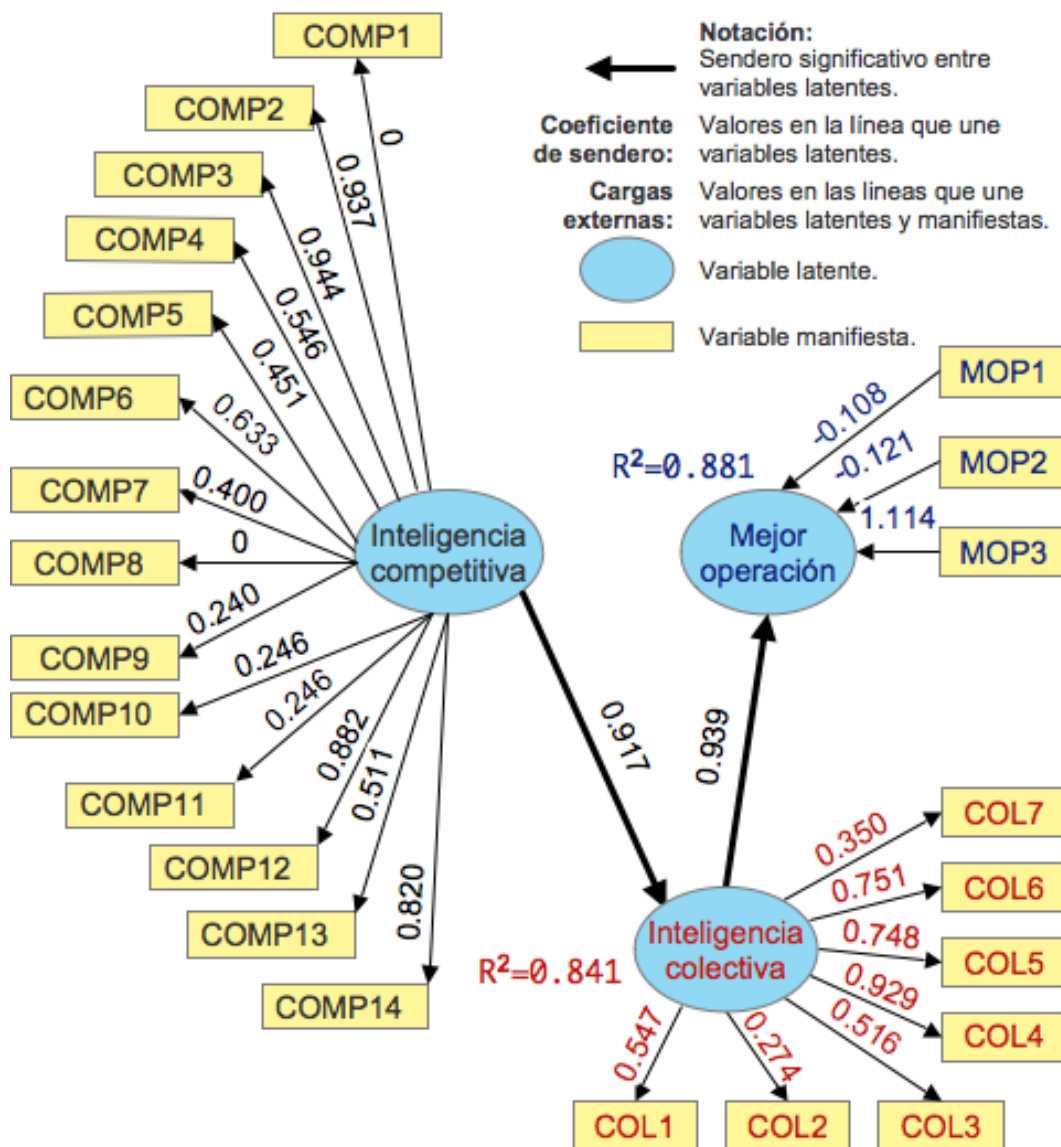 Notación:
Sendero significativo entre
variables latentes.
Coeficiente
de sendero:
Valores en la línea que une
variables latentes.
Cargas
externas:
Valores en las lineas que une
variables latentes y manifiestas.
Variable latente.
Variable manifiesta.
COMP1
COMP2
COMP3
COMP4
COMP5
COMP6
COMP7
COMP8
COMP9
COMP10
COMP11
COMP12
COMP13
COMP14
0
0.937
0.944
0.546
0.451
0.633
0.400
0
0.240
0.246
0.246
0.882
0.511
0.820
Inteligencia
competitiva
0.917
0.939
R²=0.881
Mejor
operación
-0.108
-0.121
1.114
MOP1
MOP2
MOP3
R²=0.841
Inteligencia
colectiva
0.350
0.751
0.748
0.929
0.516
0.274
0.547
COL7
COL6
COL5
COL4
COL1
COL2
COL3